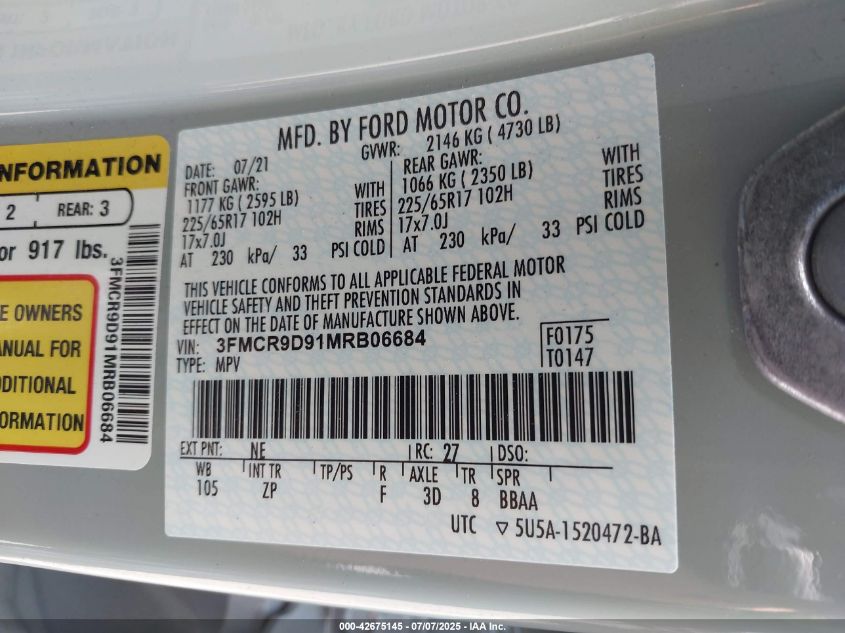 MFD. BY FORD MOTOR CO.
DATE: 07/21 GVWR: 2146 KG ( 4730 LB)
FRONT GAWR: REAR GAWR:
1177 KG ( 2595 LB) WITH 1066 KG ( 2350 LB) WITH
225/65R17 102H TIRES 225/65R17 102H TIRES
17x7.0J RIMS 17x7.0J RIMS
AT 230 kPa/ 33 PSI COLD AT 230 kPa/ 33 PSI COLD
THIS VEHICLE CONFORMS TO ALL APPLICABLE FEDERAL MOTOR
VEHICLE SAFETY AND THEFT PREVENTION STANDARDS IN
EFFECT ON THE DATE OF MANUFACTURE SHOWN ABOVE.
VIN: 3FMCR9D91MRB06684 F0175
TYPE: MPV T0147
EXT PNT: NE RC: 27 DSO:
WB INT TR TP/PS R AXLE TR SPR
105 ZP F 3D 8 BBAA
UTC ▽ 5U5A-1520472-BA
INFORMATION
2 REAR: 3
or 917 lbs.
3FMCR9D91MRB06684
E OWNERS
ANUAL FOR
DDITIONAL
FORMATION
000-42675145 - 07/07/2025 - www.iaai.com